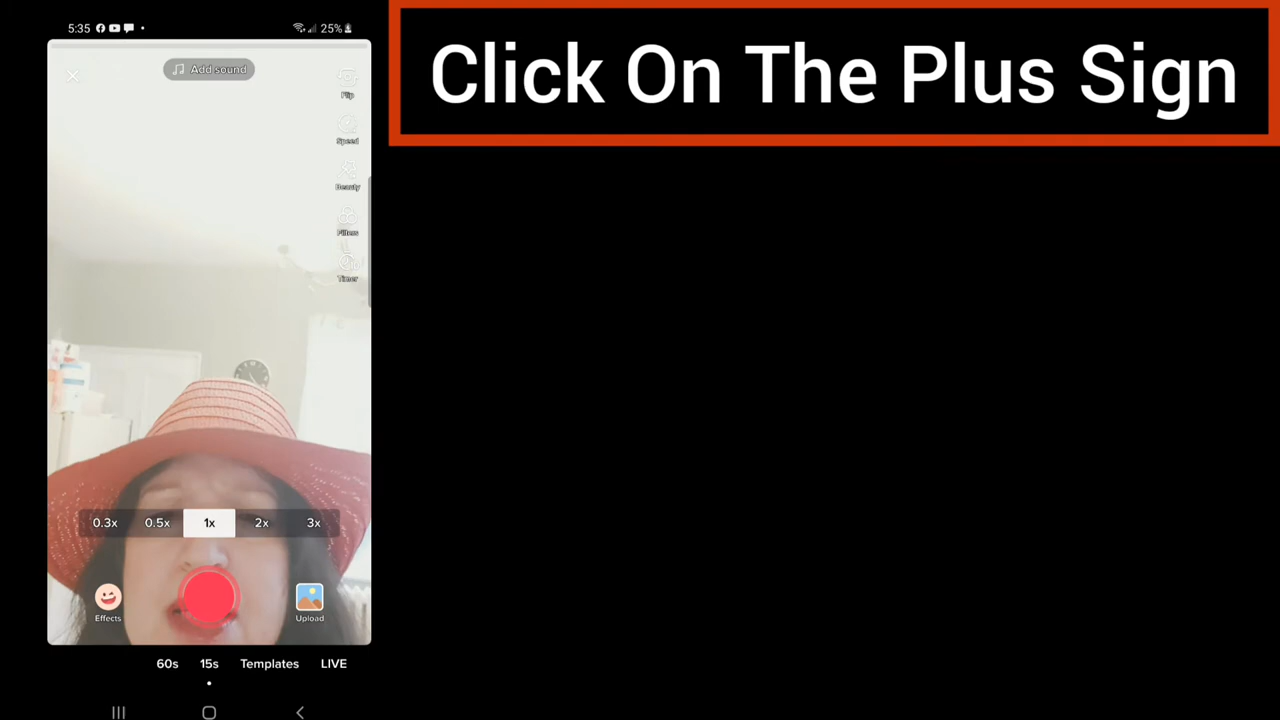 5:35
25%
Click On The Plus Sign
Add sound
Flip
Speed
Beauty
Filters
Timer
0.3x 0.5x 1x 2x 3x
Effects
Upload
60s 15s Templates LIVE